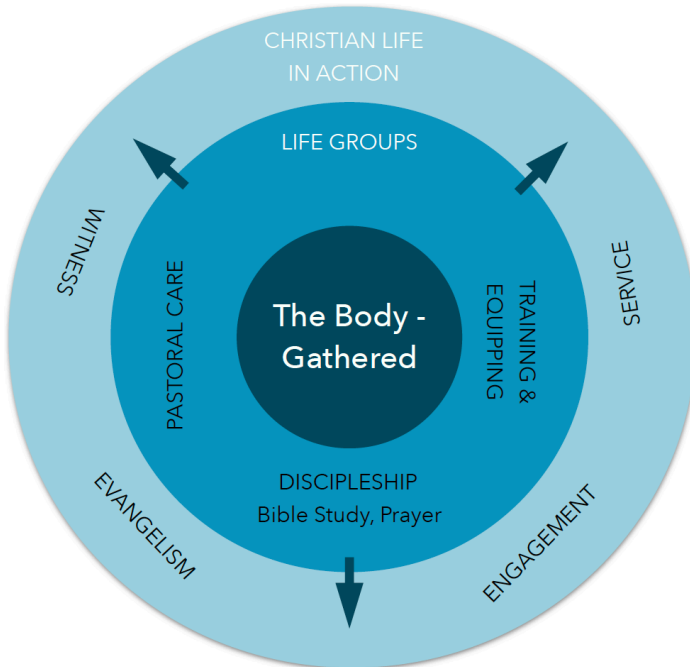 CHRISTIAN LIFE
IN ACTION
LIFE GROUPS
WITNESS
SERVICE
PASTORAL CARE
The Body -
Gathered
TRAINING &
EQUIPPING
DISCIPLESHIP
Bible Study, Prayer
EVANGELISM
ENGAGEMENT